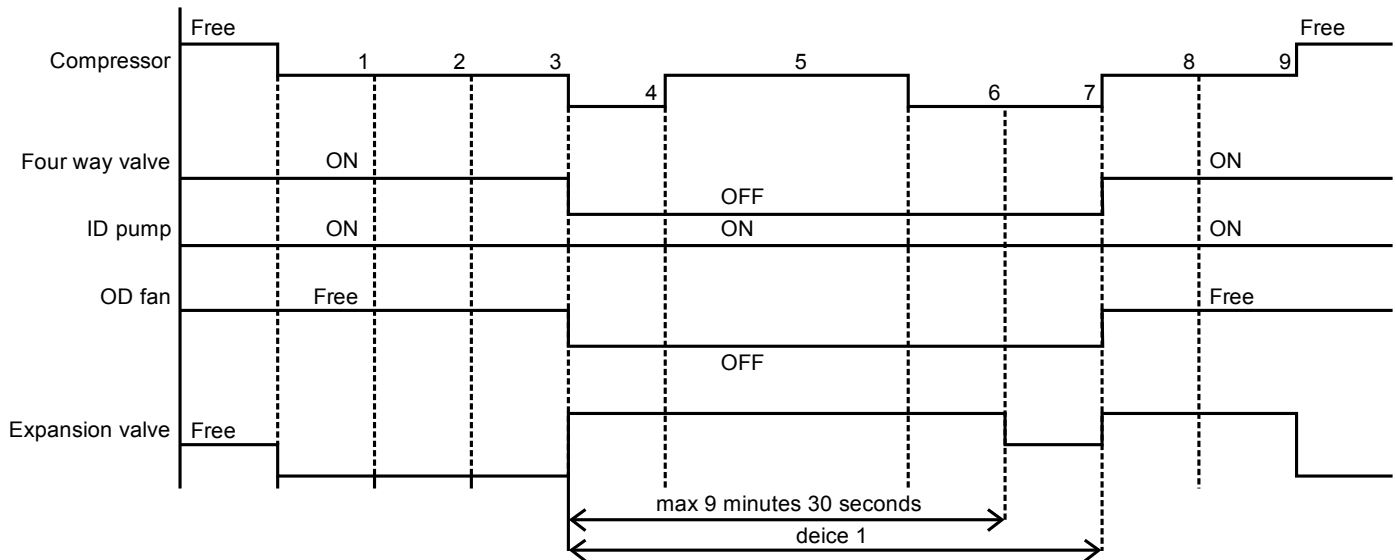 Free
Free
Compressor
1
2
3
4
5
6
7
8
9
Four way valve
ON
OFF
ON
ID pump
ON
ON
ON
OD fan
Free
OFF
Free
Expansion valve
Free
max 9 minutes 30 seconds
deice 1